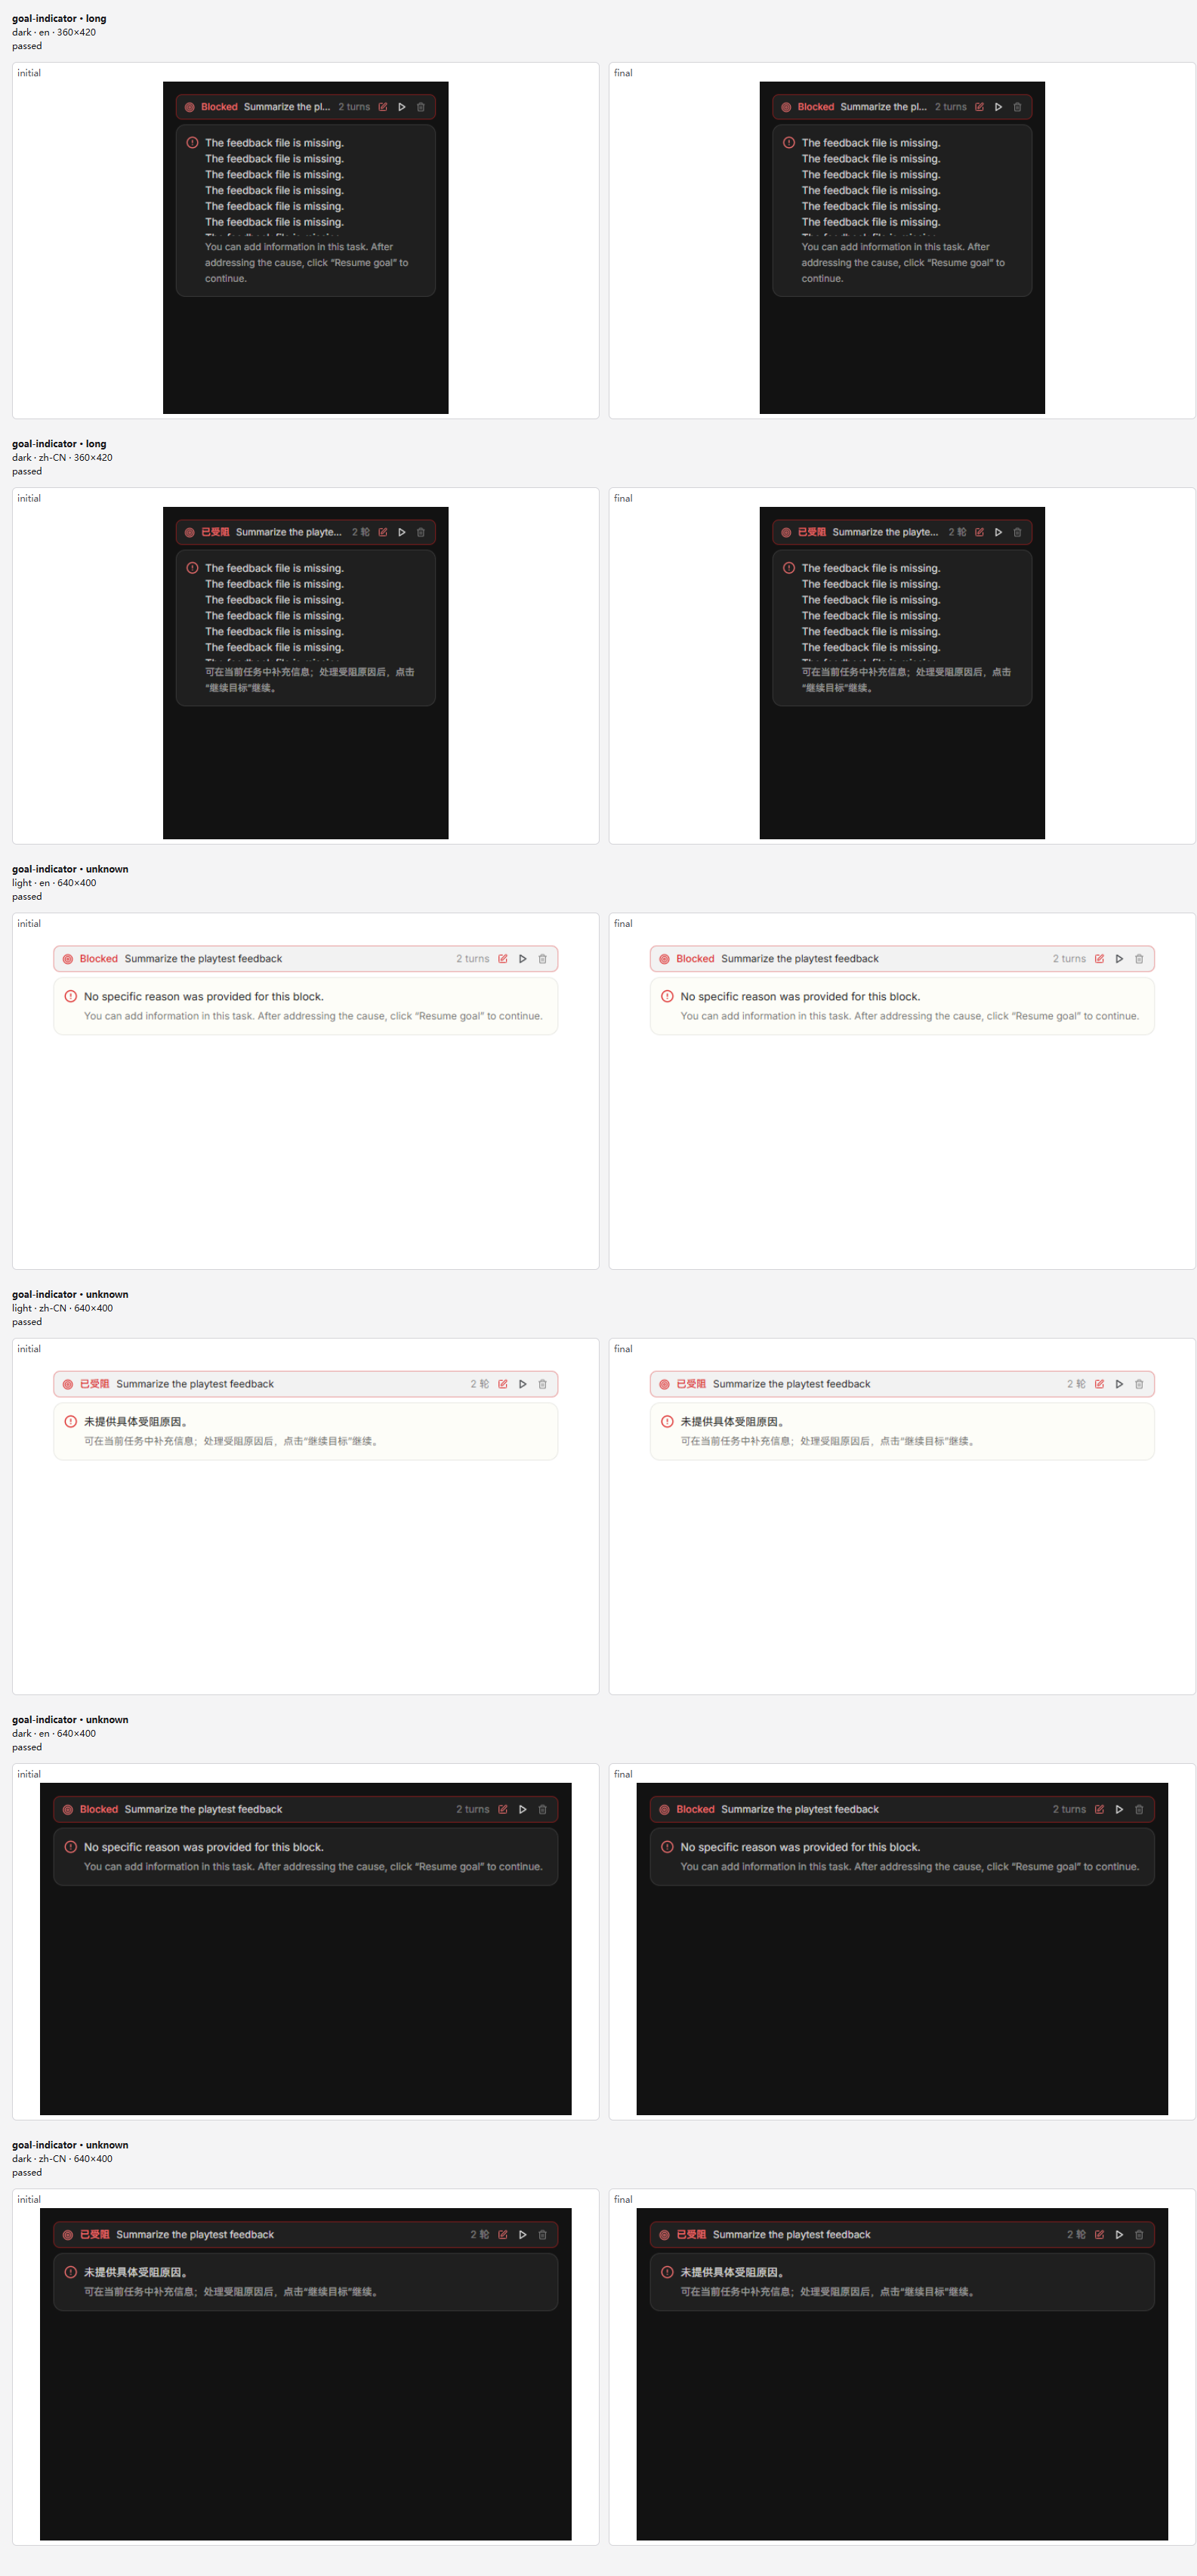 goal-indicator • long
dark · en · 360×420
passed
initial
Blocked Summarize the pl... 2 turns
The feedback file is missing.
The feedback file is missing.
The feedback file is missing.
The feedback file is missing.
The feedback file is missing.
The feedback file is missing.
The feedback file is missing.
You can add information in this task. After
addressing the cause, click “Resume goal” to
continue.
final
Blocked Summarize the pl... 2 turns
The feedback file is missing.
The feedback file is missing.
The feedback file is missing.
The feedback file is missing.
The feedback file is missing.
The feedback file is missing.
The feedback file is missing.
You can add information in this task. After
addressing the cause, click “Resume goal” to
continue.
goal-indicator • long
dark · zh-CN · 360×420
passed
initial
已受阻 Summarize the playte... 2 轮
The feedback file is missing.
The feedback file is missing.
The feedback file is missing.
The feedback file is missing.
The feedback file is missing.
The feedback file is missing.
The feedback file is missing.
可在当前任务中补充信息；处理受阻原因后，点击
“继续目标”继续。
final
已受阻 Summarize the playte... 2 轮
The feedback file is missing.
The feedback file is missing.
The feedback file is missing.
The feedback file is missing.
The feedback file is missing.
The feedback file is missing.
The feedback file is missing.
可在当前任务中补充信息；处理受阻原因后，点击
“继续目标”继续。
goal-indicator • unknown
light · en · 640×400
passed
initial
Blocked Summarize the playtest feedback 2 turns
No specific reason was provided for this block.
You can add information in this task. After addressing the cause, click “Resume goal” to continue.
final
Blocked Summarize the playtest feedback 2 turns
No specific reason was provided for this block.
You can add information in this task. After addressing the cause, click “Resume goal” to continue.
goal-indicator • unknown
light · zh-CN · 640×400
passed
initial
已受阻 Summarize the playtest feedback 2 轮
未提供具体受阻原因。
可在当前任务中补充信息；处理受阻原因后，点击“继续目标”继续。
final
已受阻 Summarize the playtest feedback 2 轮
未提供具体受阻原因。
可在当前任务中补充信息；处理受阻原因后，点击“继续目标”继续。
goal-indicator • unknown
dark · en · 640×400
passed
initial
Blocked Summarize the playtest feedback 2 turns
No specific reason was provided for this block.
You can add information in this task. After addressing the cause, click “Resume goal” to continue.
final
Blocked Summarize the playtest feedback 2 turns
No specific reason was provided for this block.
You can add information in this task. After addressing the cause, click “Resume goal” to continue.
goal-indicator • unknown
dark · zh-CN · 640×400
passed
initial
已受阻 Summarize the playtest feedback 2 轮
未提供具体受阻原因。
可在当前任务中补充信息；处理受阻原因后，点击“继续目标”继续。
final
已受阻 Summarize the playtest feedback 2 轮
未提供具体受阻原因。
可在当前任务中补充信息；处理受阻原因后，点击“继续目标”继续。